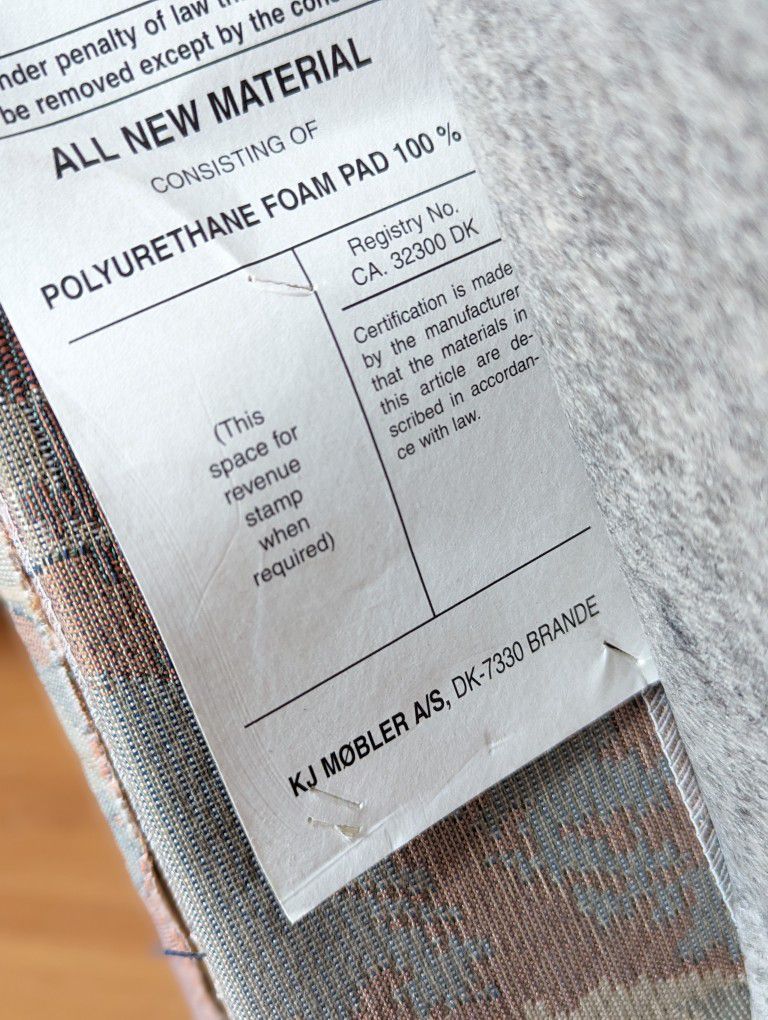 nder penalty of law
be removed except by the
ALL NEW MATERIAL
CONSISTING OF
POLYURETHANE FOAM PAD 100 %
Registry No.
CA. 32300 DK
Certification is made
by the manufacturer
that the materials in
this article are de-
scribed in accordan-
ce with law.
(This
space for
revenue
stamp
when
required)
KJ MØBLER A/S, DK-7330 BRANDE